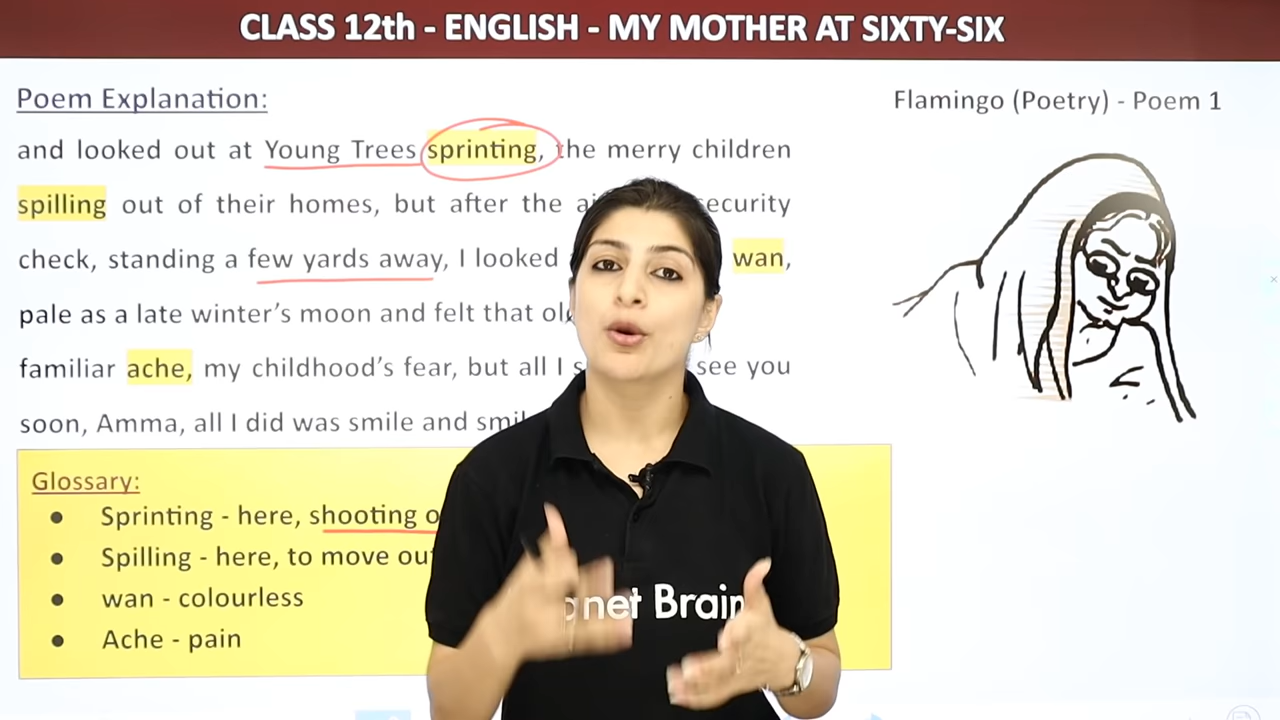 CLASS 12th - ENGLISH - MY MOTHER AT SIXTY-SIX
Poem Explanation:
Flamingo (Poetry) - Poem 1
and looked out at Young Trees sprinting, the merry children
spilling out of their homes, but after the security
check, standing a few yards away, I looked wan,
pale as a late winter's moon and felt that
familiar ache, my childhood's fear, but all I see you
soon, Amma, all I did was smile and
Glossary:
● Sprinting - here, shooting
● Spilling - here, to move
● wan - colourless
● Ache - pain
Brain